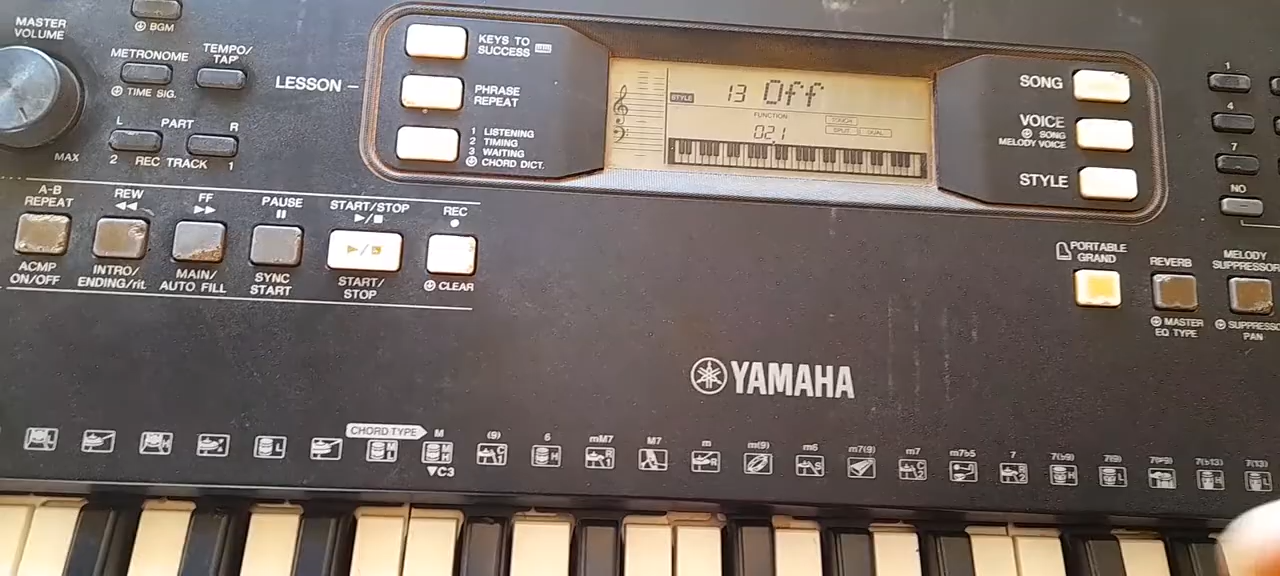 MASTER
VOLUME
MAX
BGM
METRONOME
TIME SIG.
TEMPO/
TAP
L PART R
2 REC TRACK 1
LESSON
KEYS TO
SUCCESS
PHRASE
REPEAT
1 LISTENING
2 TIMING
3 WAITING
CHORD DICT.
STYLE 13 Off
FUNCTION
021
SPLIT DUAL
SONG
VOICE
SONG
MELODY VOICE
STYLE
1
4
7
NO
A-B
REPEAT
REW
FF
PAUSE
START/STOP
REC
ACMP
ON/OFF
INTRO/
ENDING/rit.
MAIN/
AUTO FILL
SYNC
START
START/
STOP
CLEAR
PORTABLE
GRAND
REVERB
MASTER
EQ TYPE
MELODY
SUPPRESSOR
SUPPRESS
PAN
YAMAHA
CHORD TYPE M (9) 6 mM7 M7 m m(9) m6 m7(9) m7 m7b5 7 7(b9) 7(9) 7(#9) 7(b13) 7(13)
▼C3